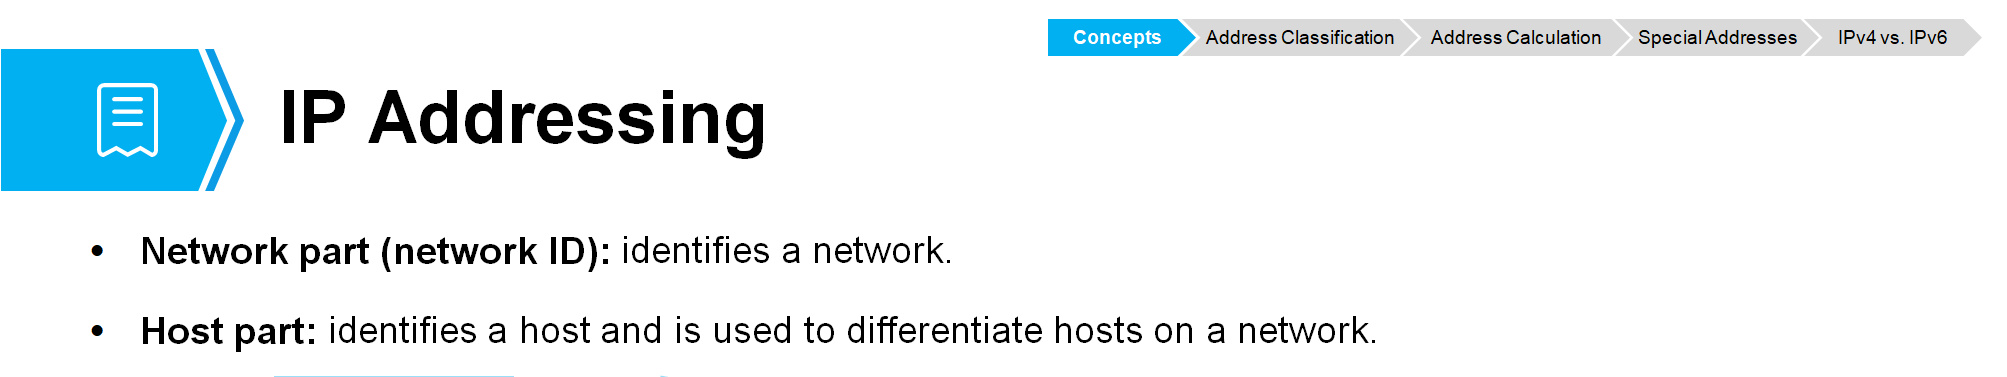 Concepts Address Classification Address Calculation Special Addresses IPv4 vs. IPv6
IP Addressing
• Network part (network ID): identifies a network.
• Host part: identifies a host and is used to differentiate hosts on a network.